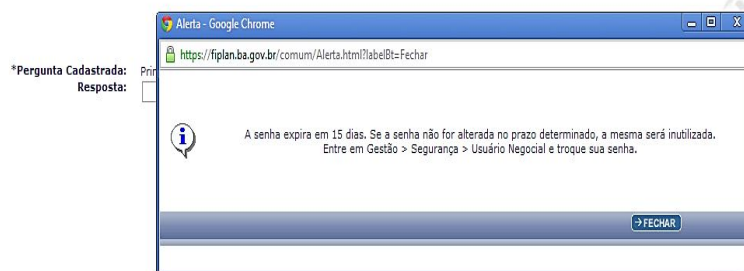 Alerta - Google Chrome
https://fiplan.ba.gov.br/comum/Alerta.html?labelBt=Fechar
*Pergunta Cadastrada:
Resposta:
A senha expira em 15 dias. Se a senha não for alterada no prazo determinado, a mesma será inutilizada.
Entre em Gestão > Segurança > Usuário Negocial e troque sua senha.
FECHAR